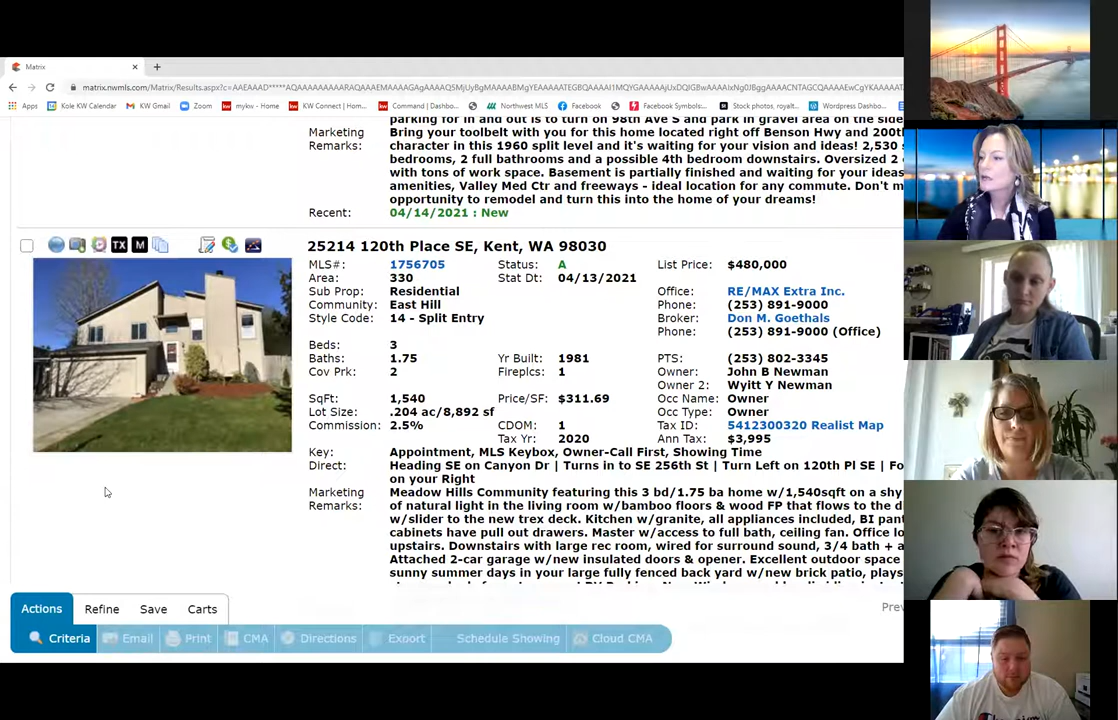 Matrix
matrix.nwmls.com/Matrix/Results.aspx?c=
Apps Kole KW Calendar KW Gmail Zoom mykw - Home KW Connect | Hom... Command | Dashbo... Northwest MLS Facebook Facebook Symbols:... Stock photos, royalt... Wordpress Dashbo...
parking for in and out is to turn on 98th Ave S and park in gravel area on the side
Marketing Bring your toolbelt with you for this home located right off Benson Hwy and 200th
Remarks: character in this 1960 split level and it's waiting for your vision and ideas! 2,530 s
bedrooms, 2 full bathrooms and a possible 4th bedroom downstairs. Oversized 2 c
with tons of work space. Basement is partially finished and waiting for your ideas
amenities, Valley Med Ctr and freeways - ideal location for any commute. Don't m
opportunity to remodel and turn this into the home of your dreams!
Recent: 04/14/2021 : New
TX M
25214 120th Place SE, Kent, WA 98030
MLS#: 1756705 Status: A List Price: $480,000
Area: 330 Stat Dt: 04/13/2021
Sub Prop: Residential Office: RE/MAX Extra Inc.
Community: East Hill Phone: (253) 891-9000
Style Code: 14 - Split Entry Broker: Don M. Goethals
Phone: (253) 891-9000 (Office)
Beds: 3
Baths: 1.75 Yr Built: 1981 PTS: (253) 802-3345
Cov Prk: 2 Fireplcs: 1 Owner: John B Newman
Owner 2: Wyitt Y Newman
SqFt: 1,540 Price/SF: $311.69 Occ Name: Owner
Lot Size: .204 ac/8,892 sf Occ Type: Owner
Commission: 2.5% CDOM: 1 Tax ID: 5412300320 Realist Map
Tax Yr: 2020 Ann Tax: $3,995
Key: Appointment, MLS Keybox, Owner-Call First, Showing Time
Direct: Heading SE on Canyon Dr | Turns in to SE 256th St | Turn Left on 120th Pl SE | Fo
on your Right
Marketing Meadow Hills Community featuring this 3 bd/1.75 ba home w/1,540sqft on a shy
Remarks: of natural light in the living room w/bamboo floors & wood FP that flows to the d
w/slider to the new trex deck. Kitchen w/granite, all appliances included, BI pant
cabinets have pull out drawers. Master w/access to full bath, ceiling fan. Office lo
upstairs. Downstairs with large rec room, wired for surround sound, 3/4 bath + a
Attached 2-car garage w/new insulated doors & opener. Excellent outdoor space
sunny summer days in your large fully fenced back yard w/new brick patio, plays
Actions Refine Save Carts Prev
Criteria Email Print CMA Directions Export Schedule Showing Cloud CMA